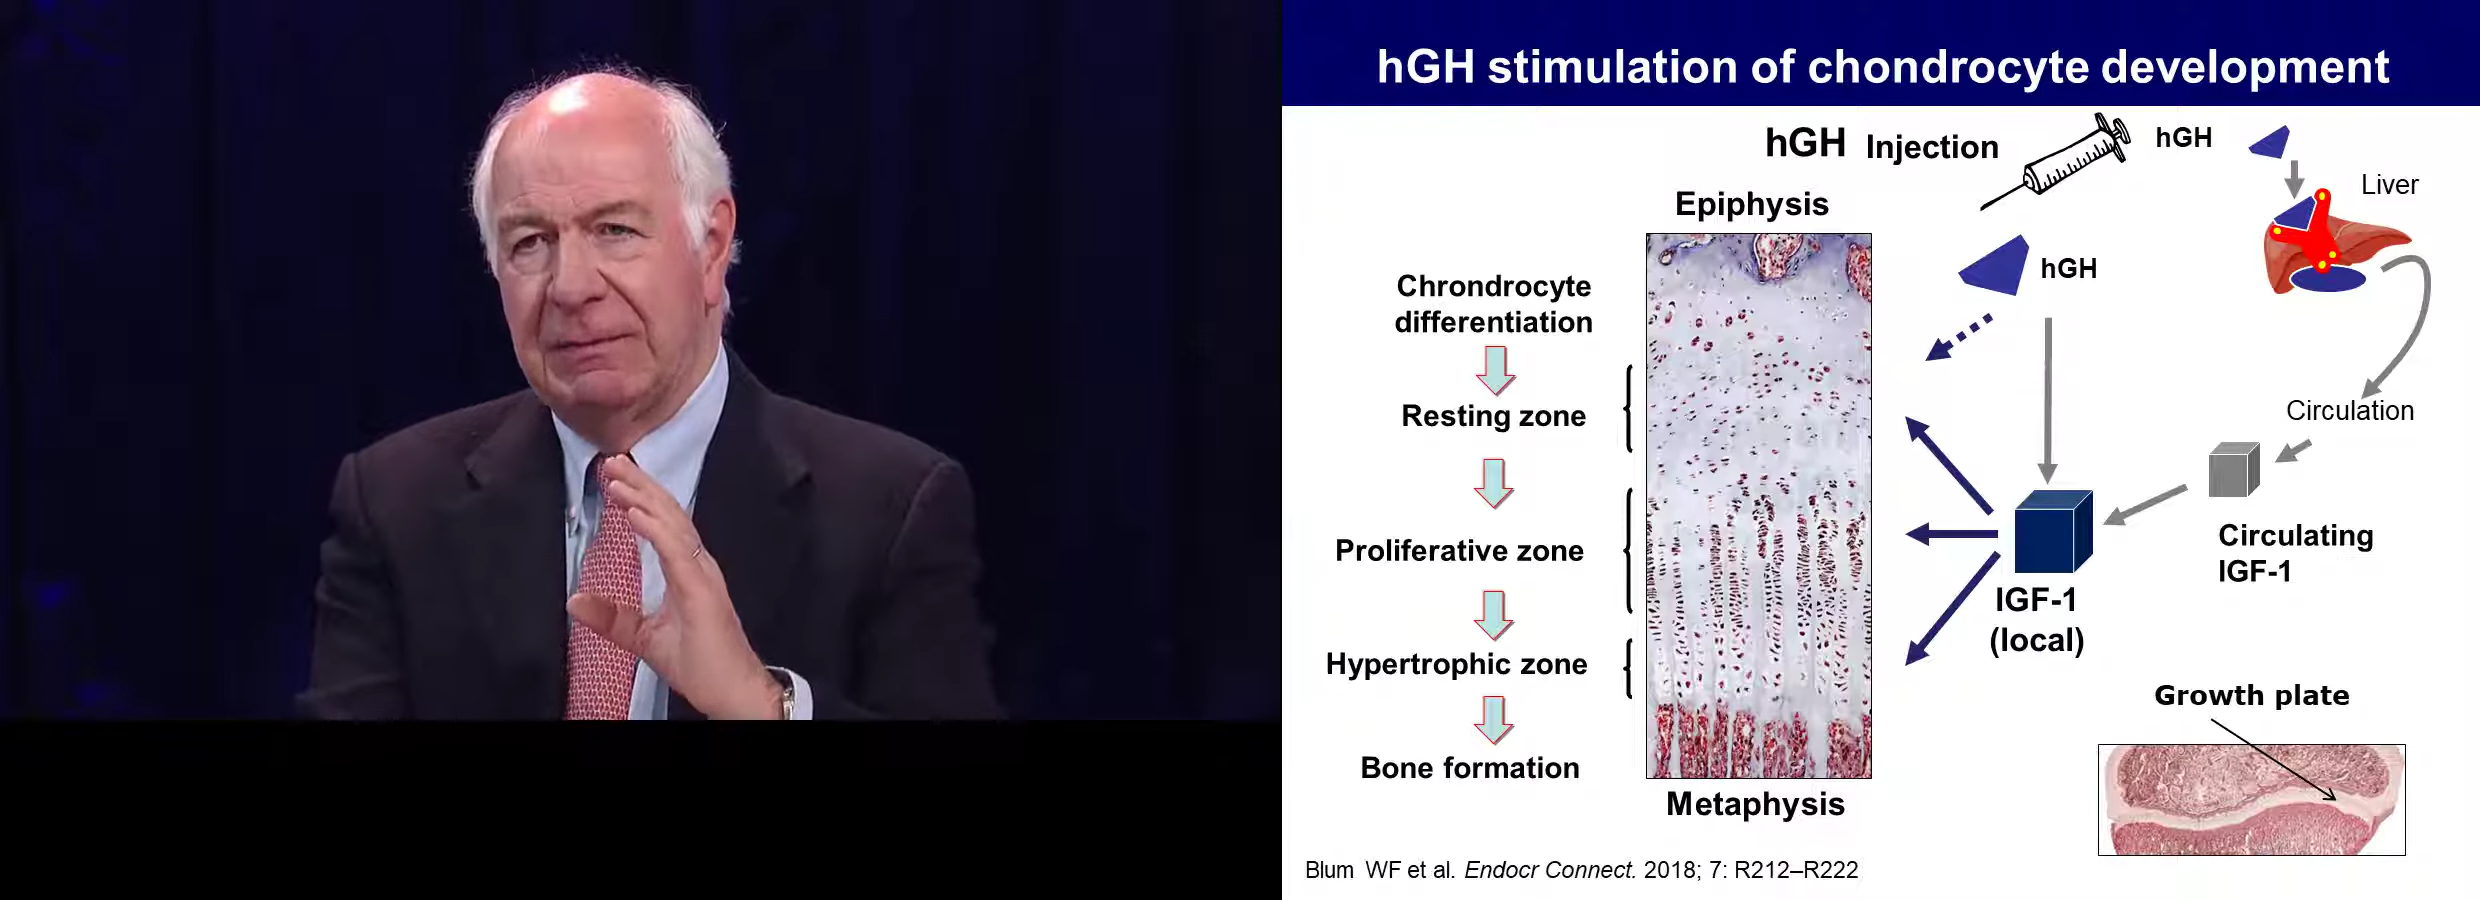 hGH stimulation of chondrocyte development
hGH Injection
hGH
Liver
Epiphysis
hGH
Chrondrocyte
differentiation
Resting zone
Circulation
Proliferative zone
Circulating
IGF-1
IGF-1
(local)
Hypertrophic zone
Growth plate
Bone formation
Metaphysis
Blum WF et al. Endocr Connect. 2018; 7: R212–R222